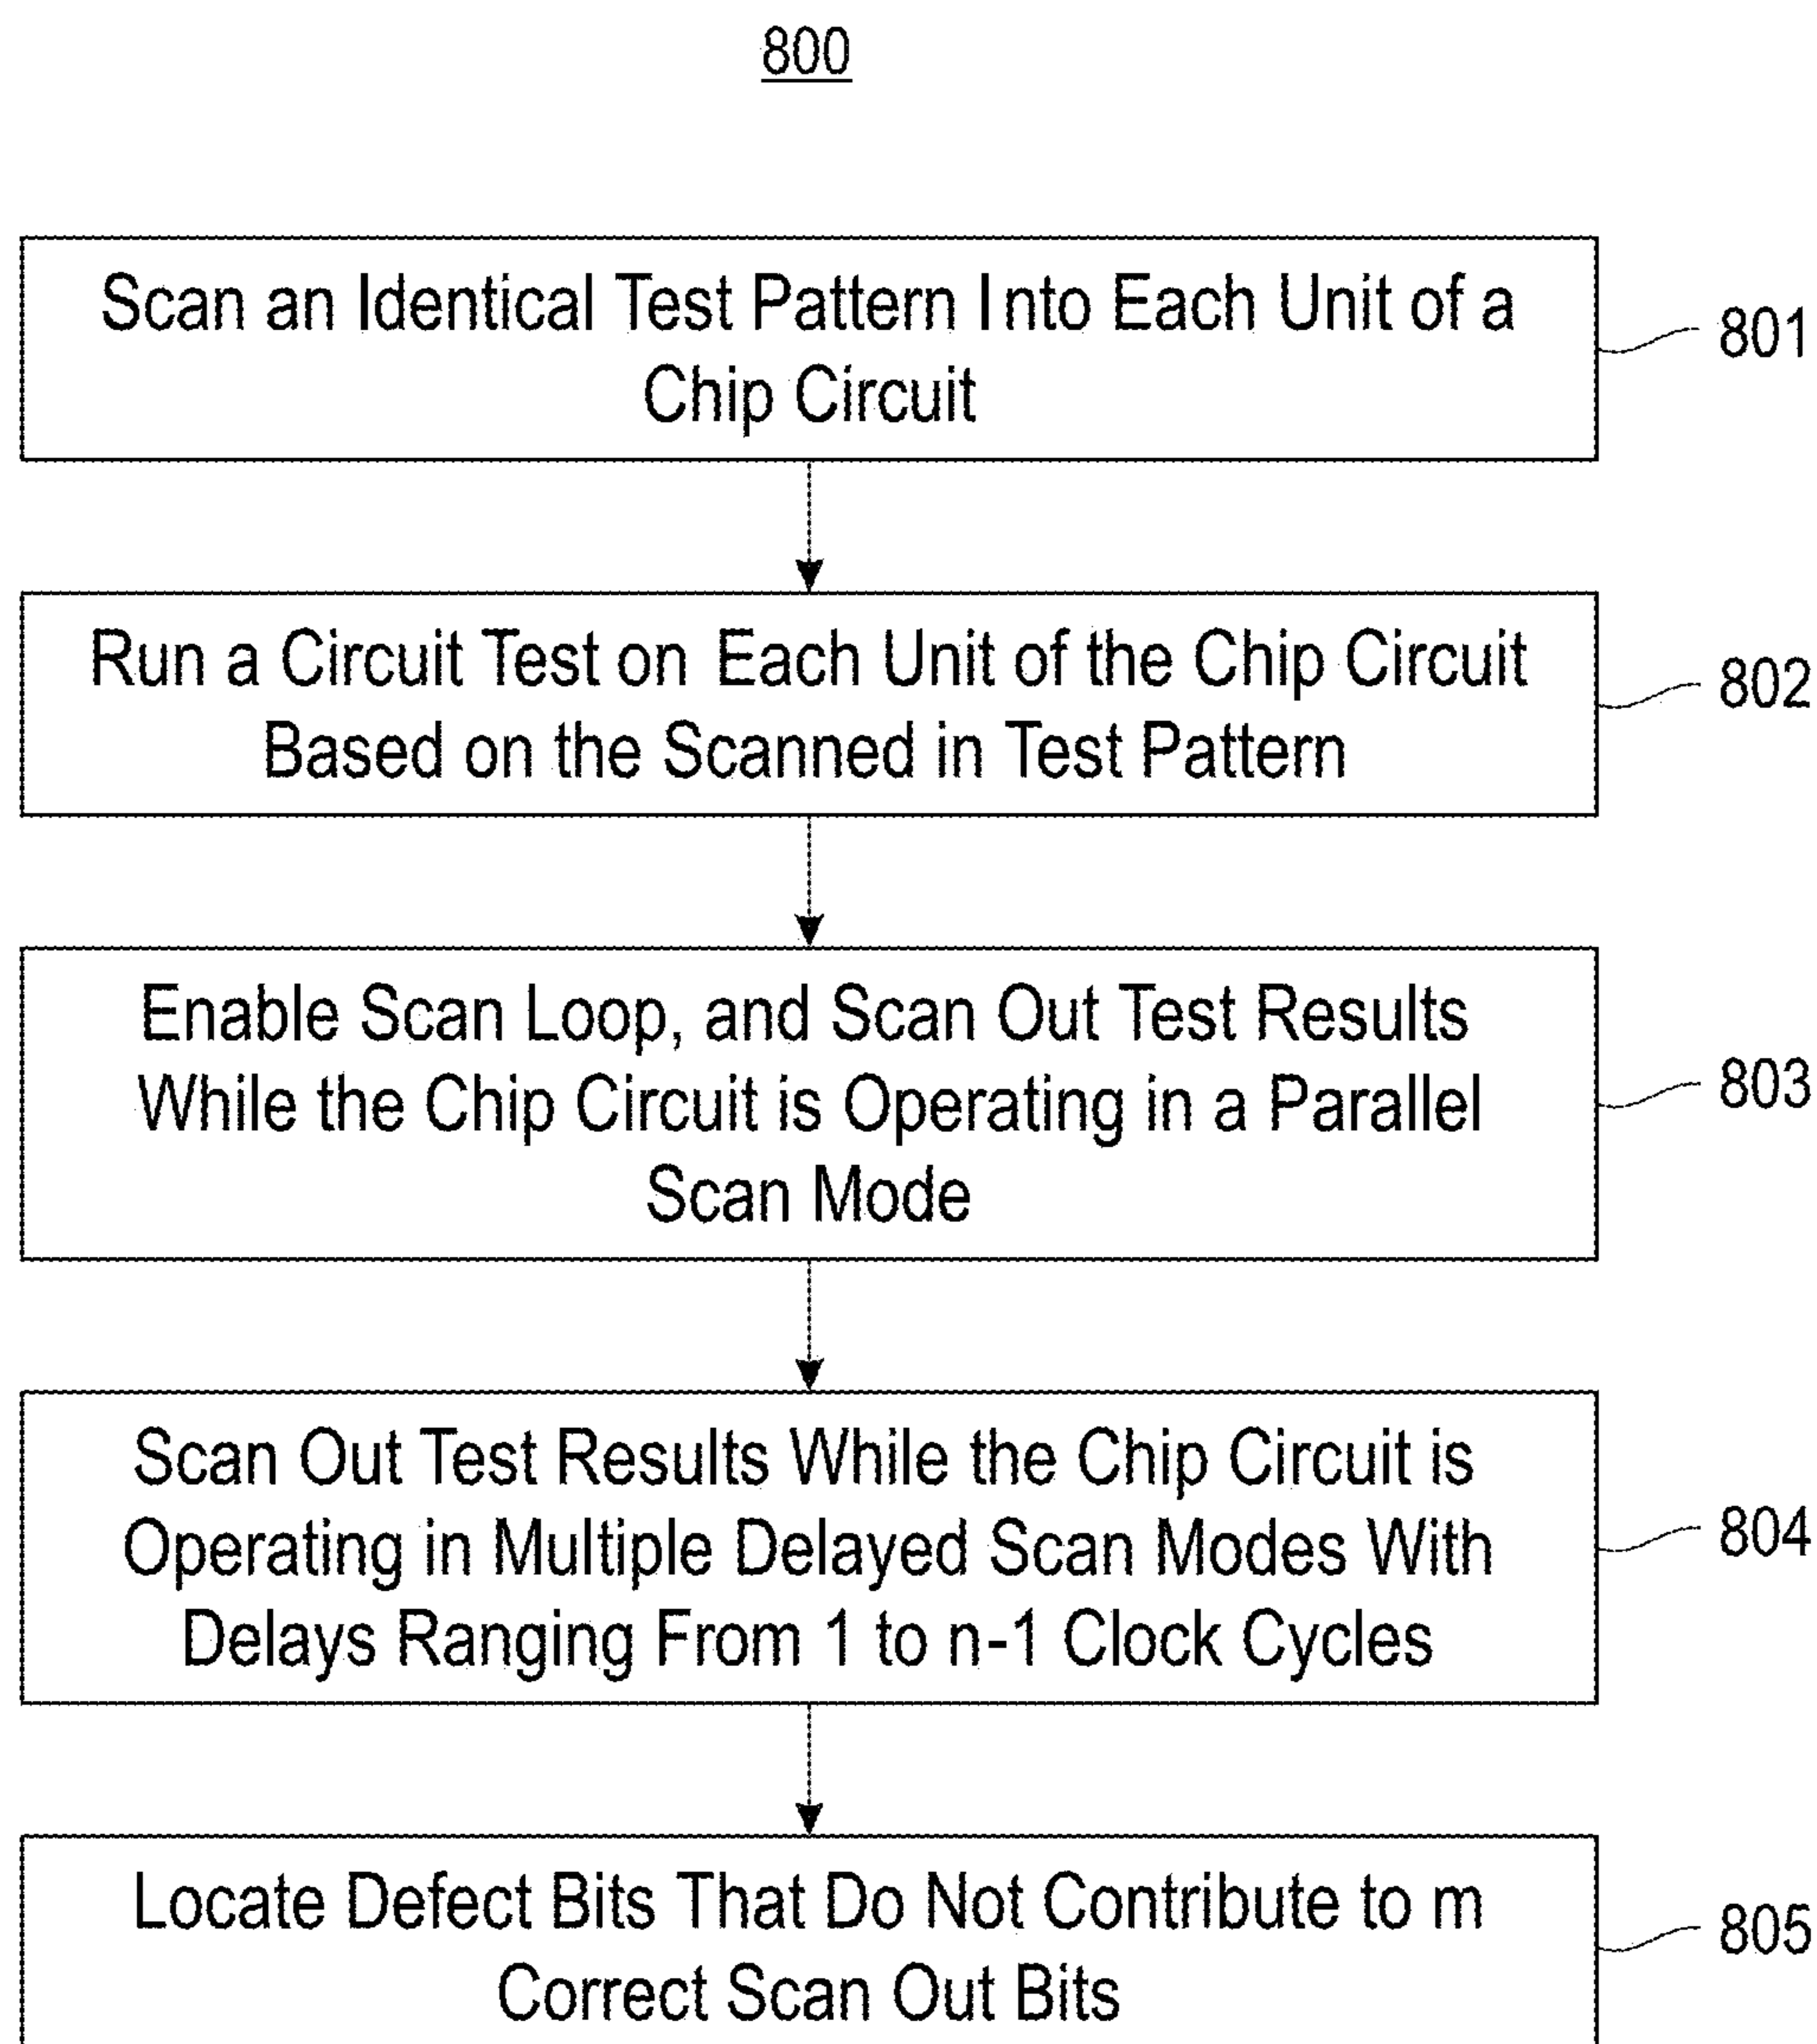 800
Scan an Identical Test Pattern Into Each Unit of a
Chip Circuit
801
Run a Circuit Test on Each Unit of the Chip Circuit
Based on the Scanned in Test Pattern
802
Enable Scan Loop, and Scan Out Test Results
While the Chip Circuit is Operating in a Parallel
Scan Mode
803
Scan Out Test Results While the Chip Circuit is
Operating in Multiple Delayed Scan Modes With
Delays Ranging From 1 to n-1 Clock Cycles
804
Locate Defect Bits That Do Not Contribute to m
Correct Scan Out Bits
805